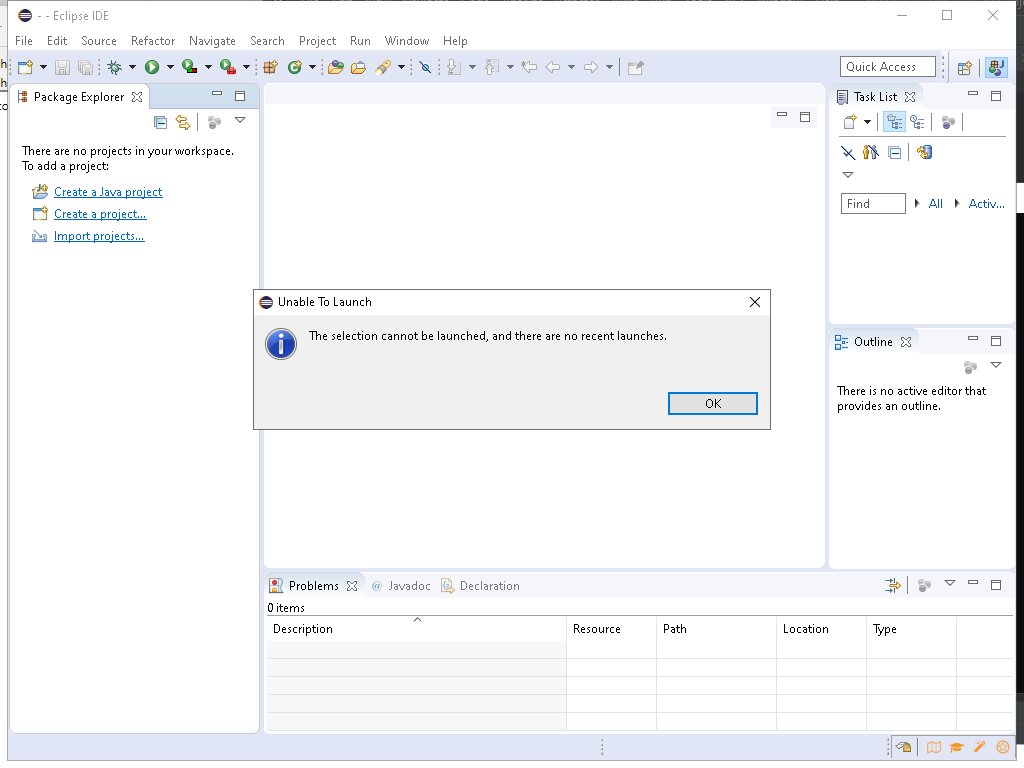 - - Eclipse IDE
File Edit Source Refactor Navigate Search Project Run Window Help
Quick Access
Package Explorer
There are no projects in your workspace.
To add a project:
Create a Java project
Create a project...
Import projects...
Task List
Find All Activ...
Unable To Launch
The selection cannot be launched, and there are no recent launches.
OK
Outline
There is no active editor that
provides an outline.
Problems @ Javadoc Declaration
0 items
Description Resource Path Location Type